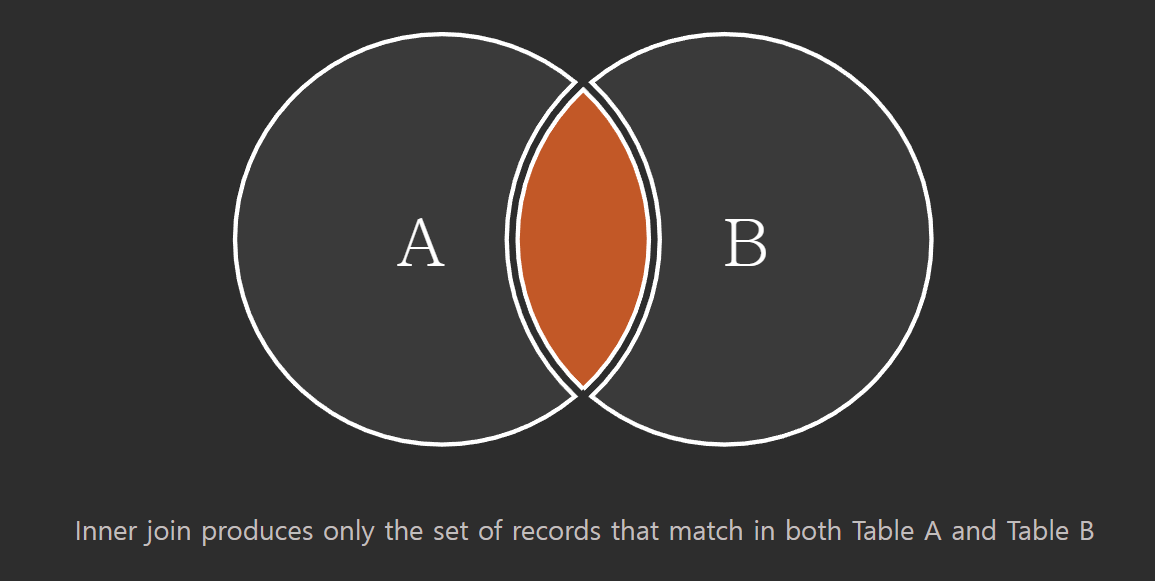 A
B
Inner join produces only the set of records that match in both Table A and Table B